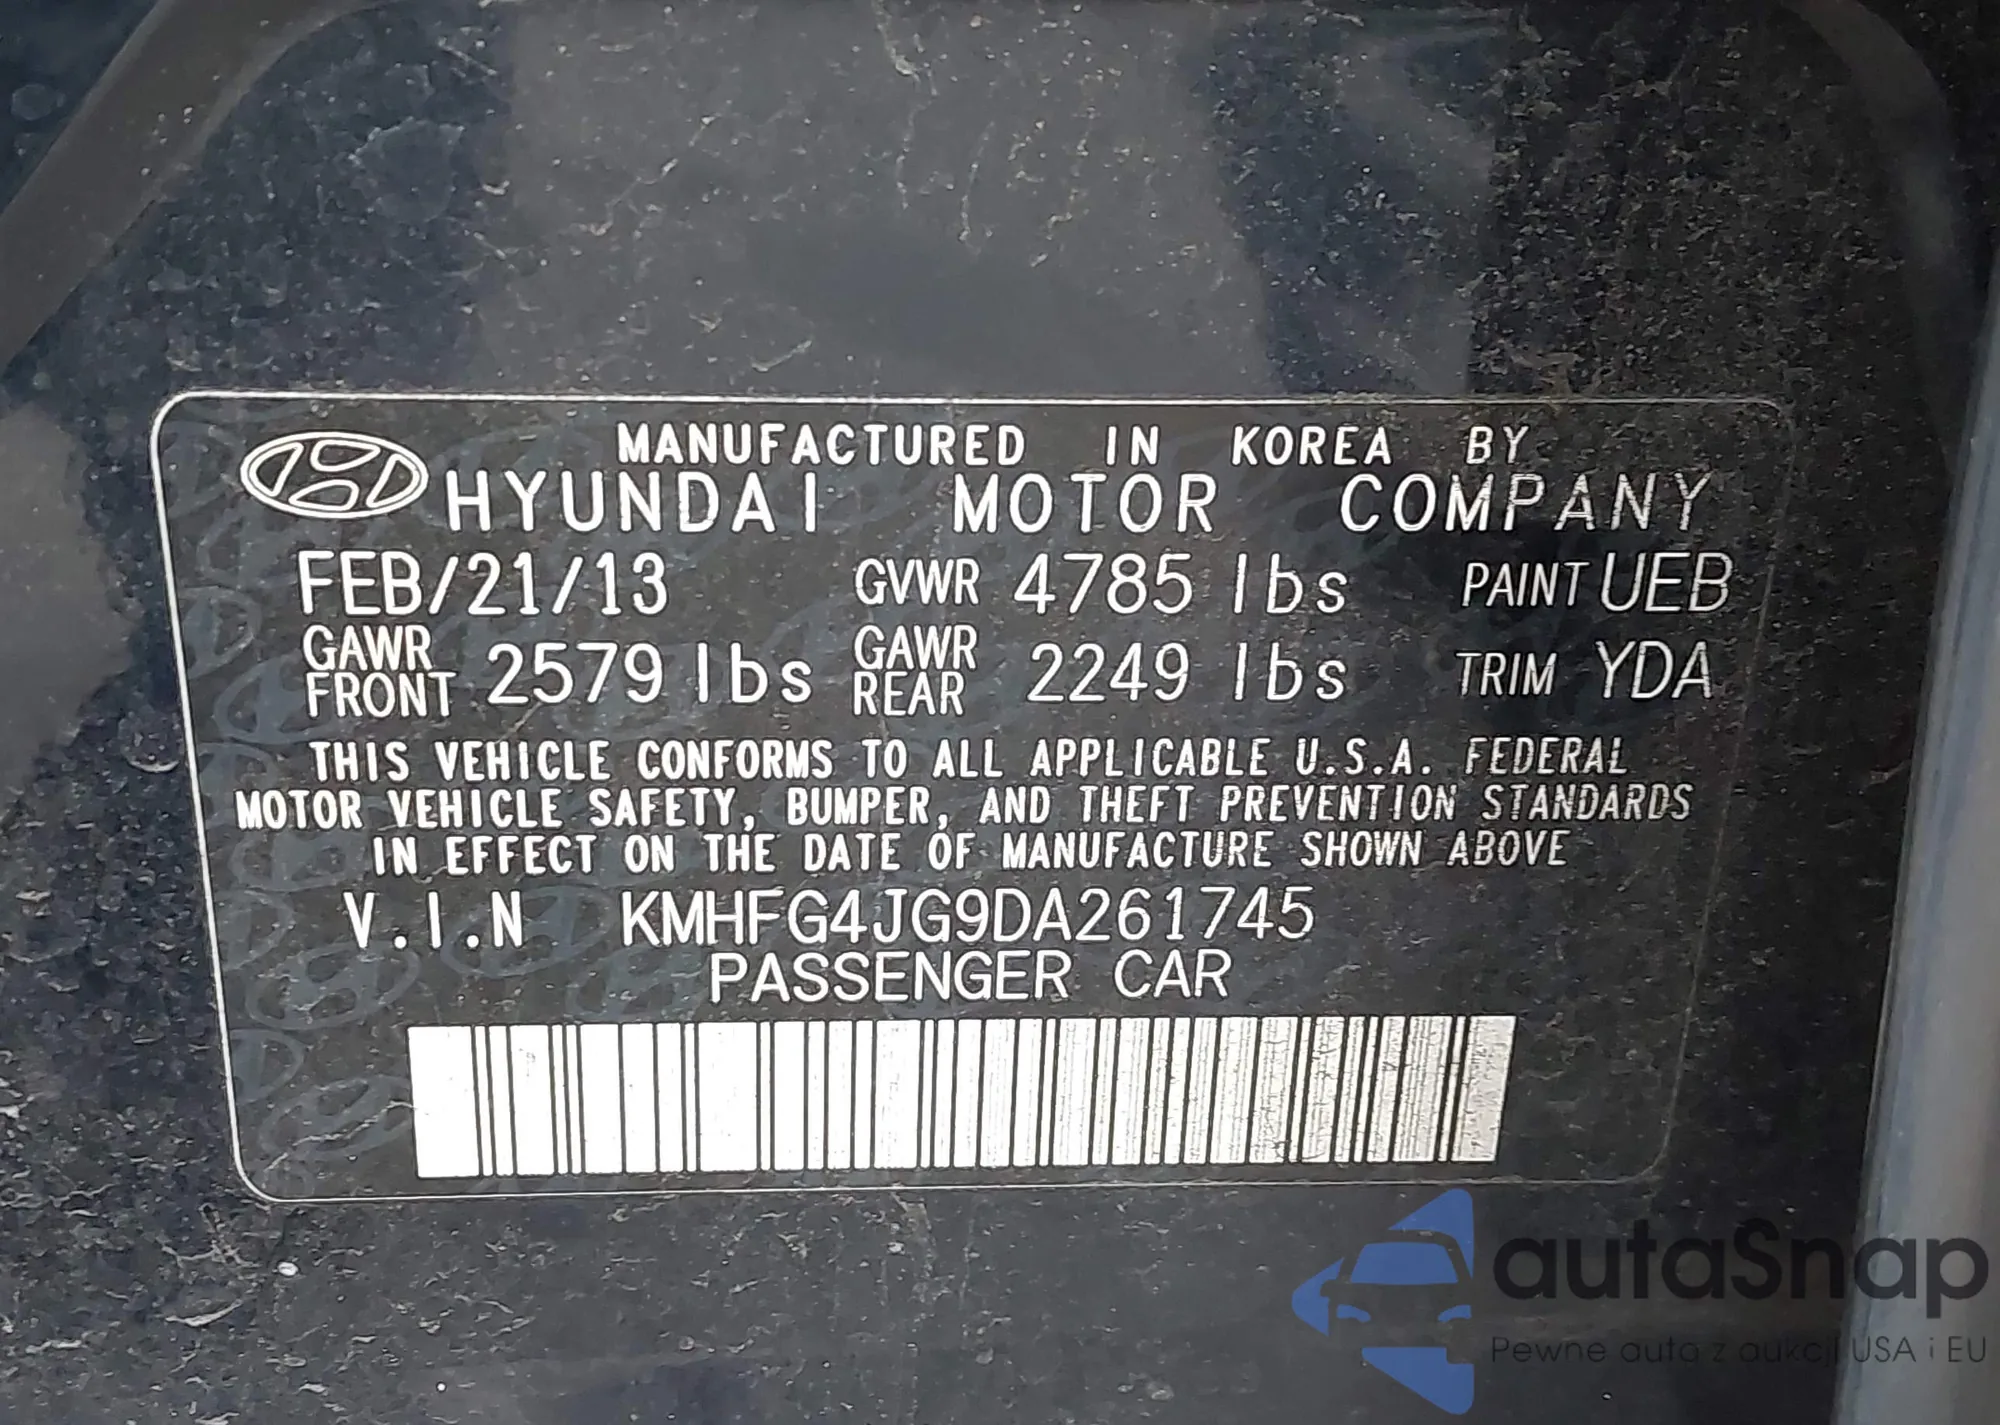 MANUFACTURED IN KOREA BY
HYUNDAI MOTOR COMPANY
FEB/21/13 GVWR 4785 lbs PAINT UEB
GAWR FRONT 2579 lbs GAWR REAR 2249 lbs TRIM YDA
THIS VEHICLE CONFORMS TO ALL APPLICABLE U.S.A. FEDERAL
MOTOR VEHICLE SAFETY, BUMPER, AND THEFT PREVENTION STANDARDS
IN EFFECT ON THE DATE OF MANUFACTURE SHOWN ABOVE
V.I.N KMHFG4JG9DA261745
PASSENGER CAR
autaSnap
Pewne auta z aukcji USA i EU